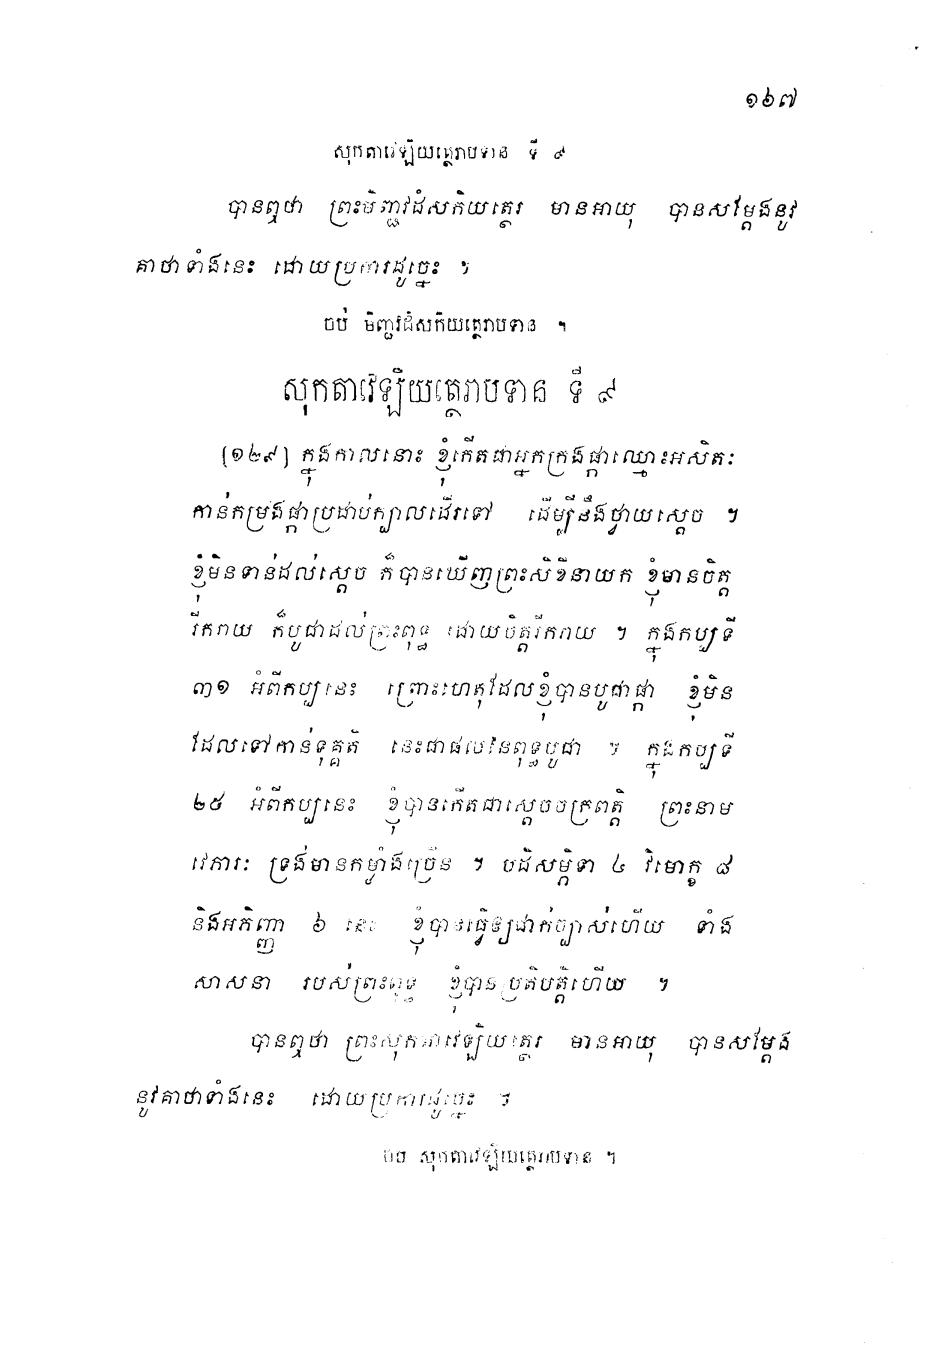 ១៦៧
សុកតាវេឡិយត្ថេរាបទាន ទី ៩
បានឮថា ព្រះមិញ្ជវដំសកិយត្ថេរ មានអាយុ បានសម្តែងនូវ
គាថាទាំងនេះ ដោយប្រការដូច្នេះ ។
ចប់ មិញ្ជវដំសកិយត្ថេរាបទាន ។
សុកតាវេឡិយត្ថេរាបទាន ទី ៩
[១២៩] ក្នុងកាលនោះ ខ្ញុំកើតជាអ្នកក្រងផ្កាឈ្មោះអសិតៈ
កាន់កម្រងផ្កាប្រដាប់ក្បាលដើរទៅ ដើម្បីនឹងថ្វាយស្តេច ។
ខ្ញុំមិនទាន់ដល់ស្តេច ក៏បានឃើញព្រះសិខីនាយក ខ្ញុំមានចិត្ត
រីករាយ ក៏បូជាដល់ព្រះពុទ្ធ ដោយចិត្តរីករាយ ។ ក្នុងកប្បទី
៣១ អំពីកប្បនេះ ព្រោះហេតុដែលខ្ញុំបានបូជាផ្កា ខ្ញុំមិន
ដែលទៅកាន់ទុគ្គតិ នេះជាផលនៃពុទ្ធបូជា ។ ក្នុងកប្បទី
២៥ អំពីកប្បនេះ ខ្ញុំបានកើតជាស្តេចចក្រពត្តិ ព្រះនាម
វេភារៈ ទ្រង់មានកម្លាំងច្រើន ។ បដិសម្ភិទា ៤ វិមោក្ខ ៨
និងអភិញ្ញា ៦ នេះ ខ្ញុំបានធ្វើឲ្យជាក់ច្បាស់ហើយ ទាំង
សាសនា របស់ព្រះពុទ្ធ ខ្ញុំបានប្រតិបត្តិហើយ ។
បានឮថា ព្រះសុកតាវេឡិយត្ថេរ មានអាយុ បានសម្តែង
នូវគាថាទាំងនេះ ដោយប្រការដូច្នេះ ។
ចប់ សុកតាវេឡិយត្ថេរាបទាន ។